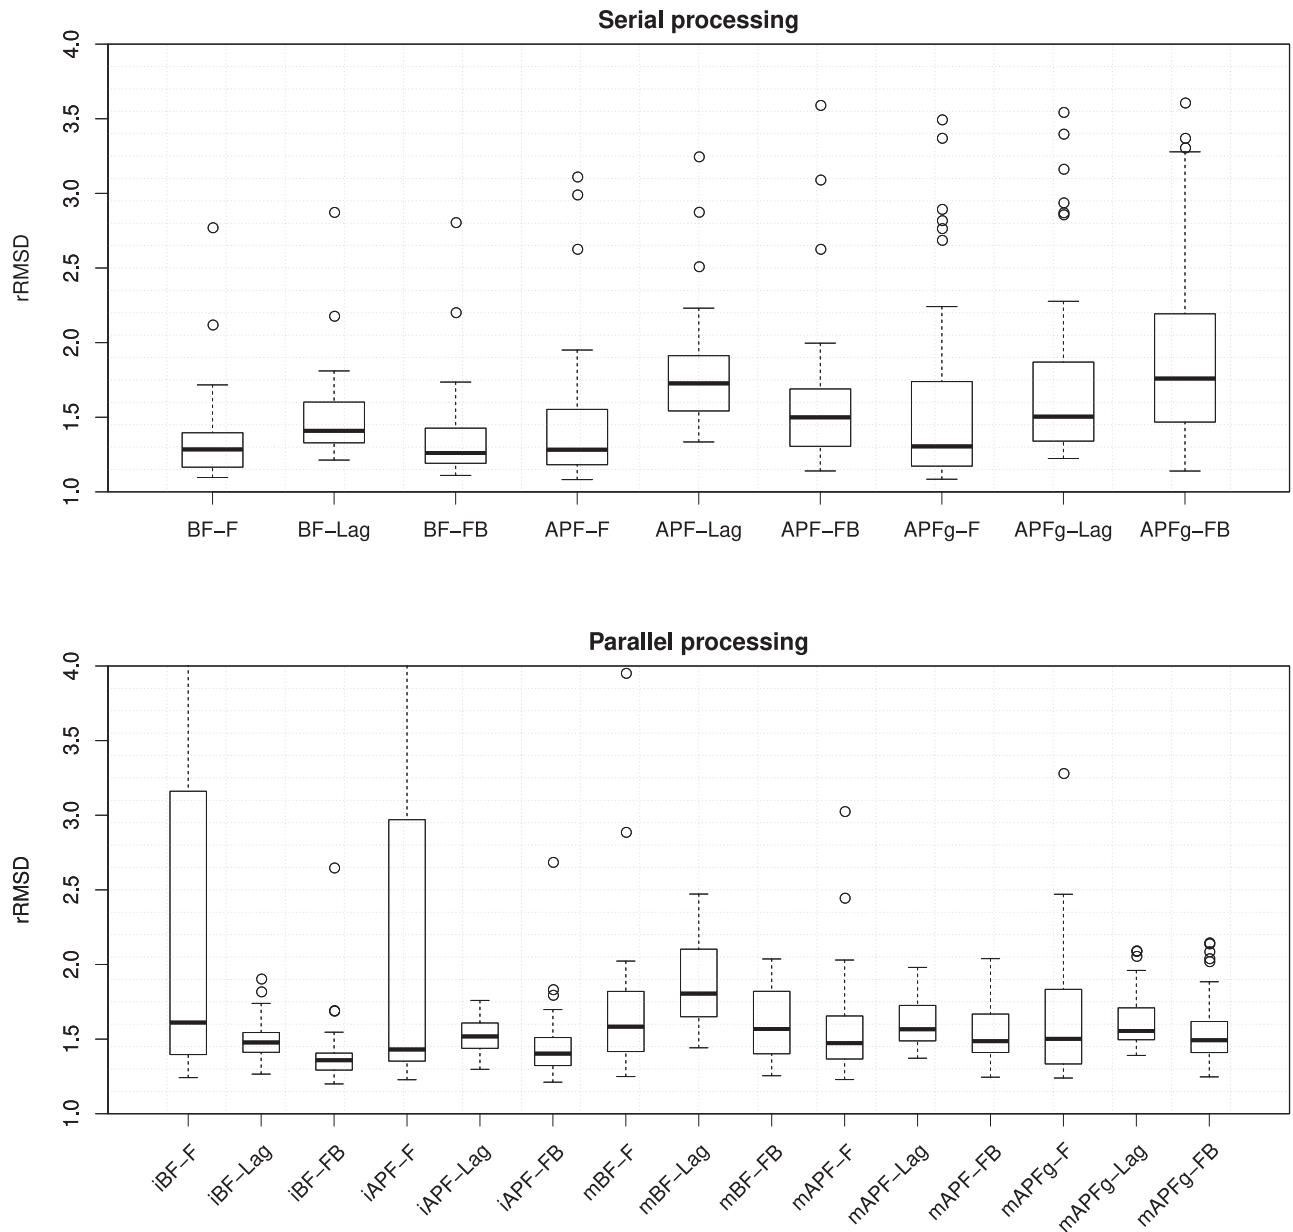 Serial processing
4.0
3.5
3.0
2.5
2.0
1.5
1.0
rRMSD
BF−F BF−Lag BF−FB APF−F APF−Lag APF−FB APFg−F APFg−Lag APFg−FB
Parallel processing
4.0
3.5
3.0
2.5
2.0
1.5
1.0
rRMSD
iBF−F iBF−Lag iBF−FB iAPF−F iAPF−Lag iAPF−FB mBF−F mBF−Lag mBF−FB mAPF−F mAPF−Lag mAPF−FB mAPFg−F mAPFg−Lag mAPFg−FB